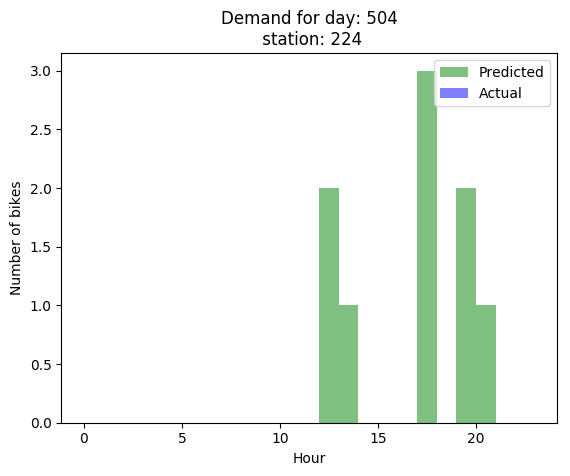 Demand for day: 504
station: 224
Predicted
Actual
3.0
2.5
2.0
1.5
1.0
0.5
0.0
Number of bikes
0 5 10 15 20
Hour